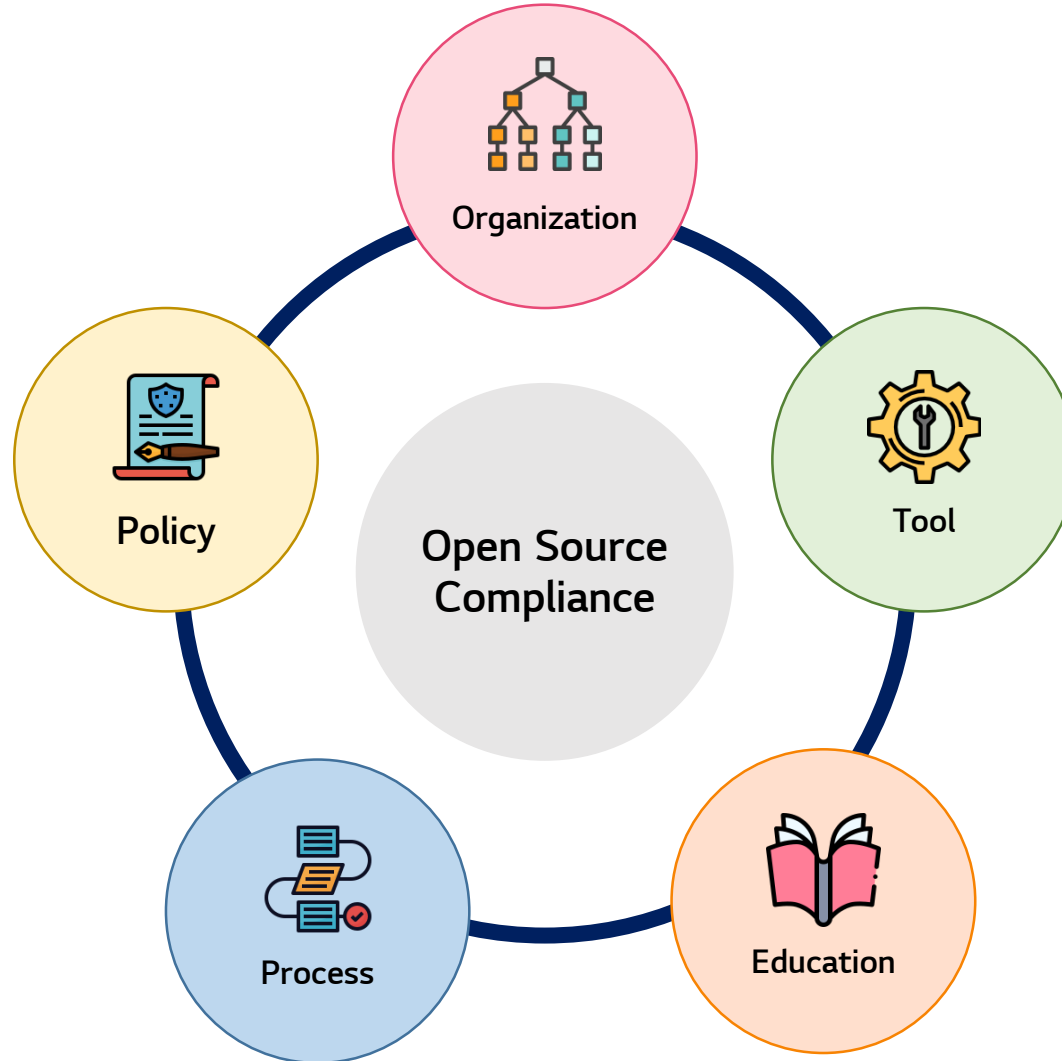 Organization
Tool
Policy
Open Source
Compliance
Education
Process